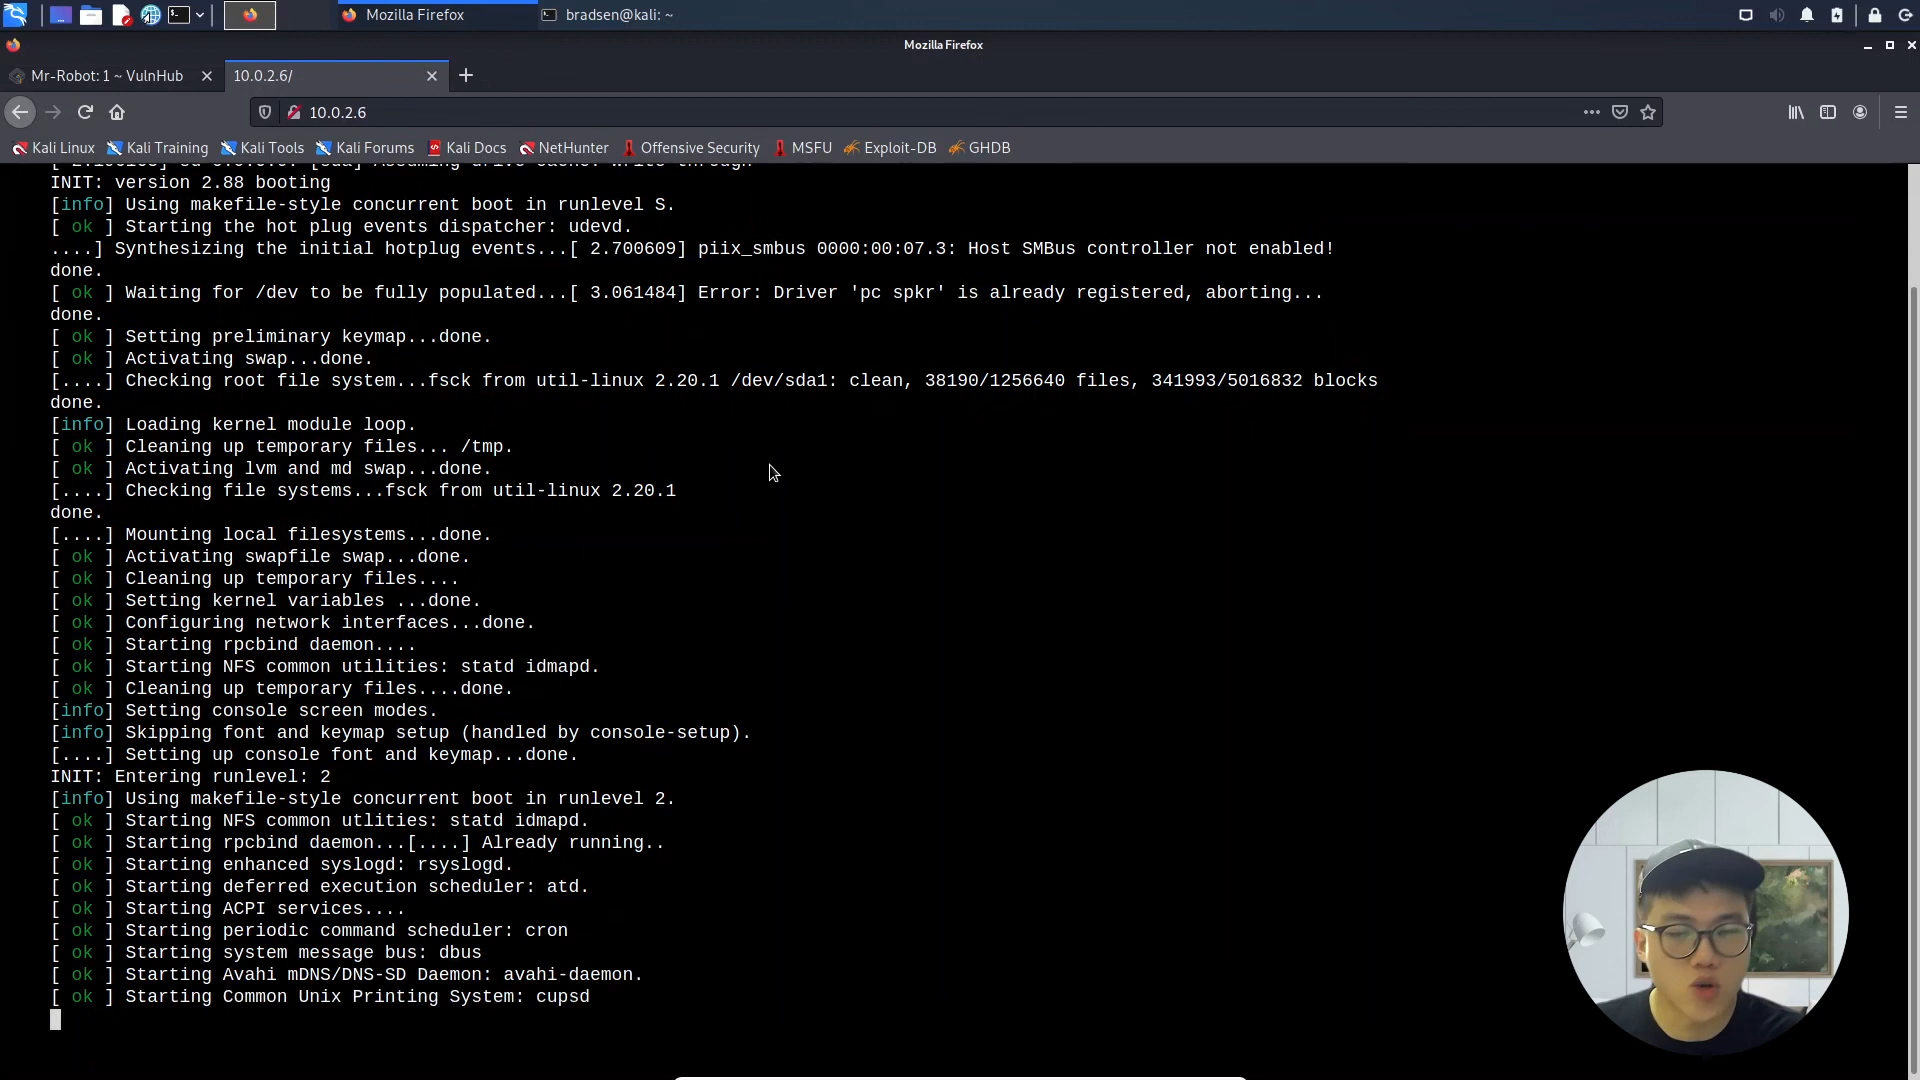 Mozilla Firefox
bradsen@kali: ~
Mozilla Firefox
Mr-Robot: 1 ~ VulnHub
10.0.2.6/
10.0.2.6
Kali Linux Kali Training Kali Tools Kali Forums Kali Docs NetHunter Offensive Security MSFU Exploit-DB GHDB
INIT: version 2.88 booting
[info] Using makefile-style concurrent boot in runlevel S.
[ ok ] Starting the hot plug events dispatcher: udevd.
....] Synthesizing the initial hotplug events...[ 2.700609] piix_smbus 0000:00:07.3: Host SMBus controller not enabled!
done.
[ ok ] Waiting for /dev to be fully populated...[ 3.061484] Error: Driver 'pc spkr' is already registered, aborting...
done.
[ ok ] Setting preliminary keymap...done.
[ ok ] Activating swap...done.
[....] Checking root file system...fsck from util-linux 2.20.1 /dev/sda1: clean, 38190/1256640 files, 341993/5016832 blocks
done.
[info] Loading kernel module loop.
[ ok ] Cleaning up temporary files... /tmp.
[ ok ] Activating lvm and md swap...done.
[....] Checking file systems...fsck from util-linux 2.20.1
done.
[....] Mounting local filesystems...done.
[ ok ] Activating swapfile swap...done.
[ ok ] Cleaning up temporary files....
[ ok ] Setting kernel variables ...done.
[ ok ] Configuring network interfaces...done.
[ ok ] Starting rpcbind daemon....
[ ok ] Starting NFS common utilities: statd idmapd.
[ ok ] Cleaning up temporary files....done.
[info] Setting console screen modes.
[info] Skipping font and keymap setup (handled by console-setup).
[....] Setting up console font and keymap...done.
INIT: Entering runlevel: 2
[info] Using makefile-style concurrent boot in runlevel 2.
[ ok ] Starting NFS common utlities: statd idmapd.
[ ok ] Starting rpcbind daemon...[....] Already running..
[ ok ] Starting enhanced syslogd: rsyslogd.
[ ok ] Starting deferred execution scheduler: atd.
[ ok ] Starting ACPI services....
[ ok ] Starting periodic command scheduler: cron
[ ok ] Starting system message bus: dbus
[ ok ] Starting Avahi mDNS/DNS-SD Daemon: avahi-daemon.
[ ok ] Starting Common Unix Printing System: cupsd